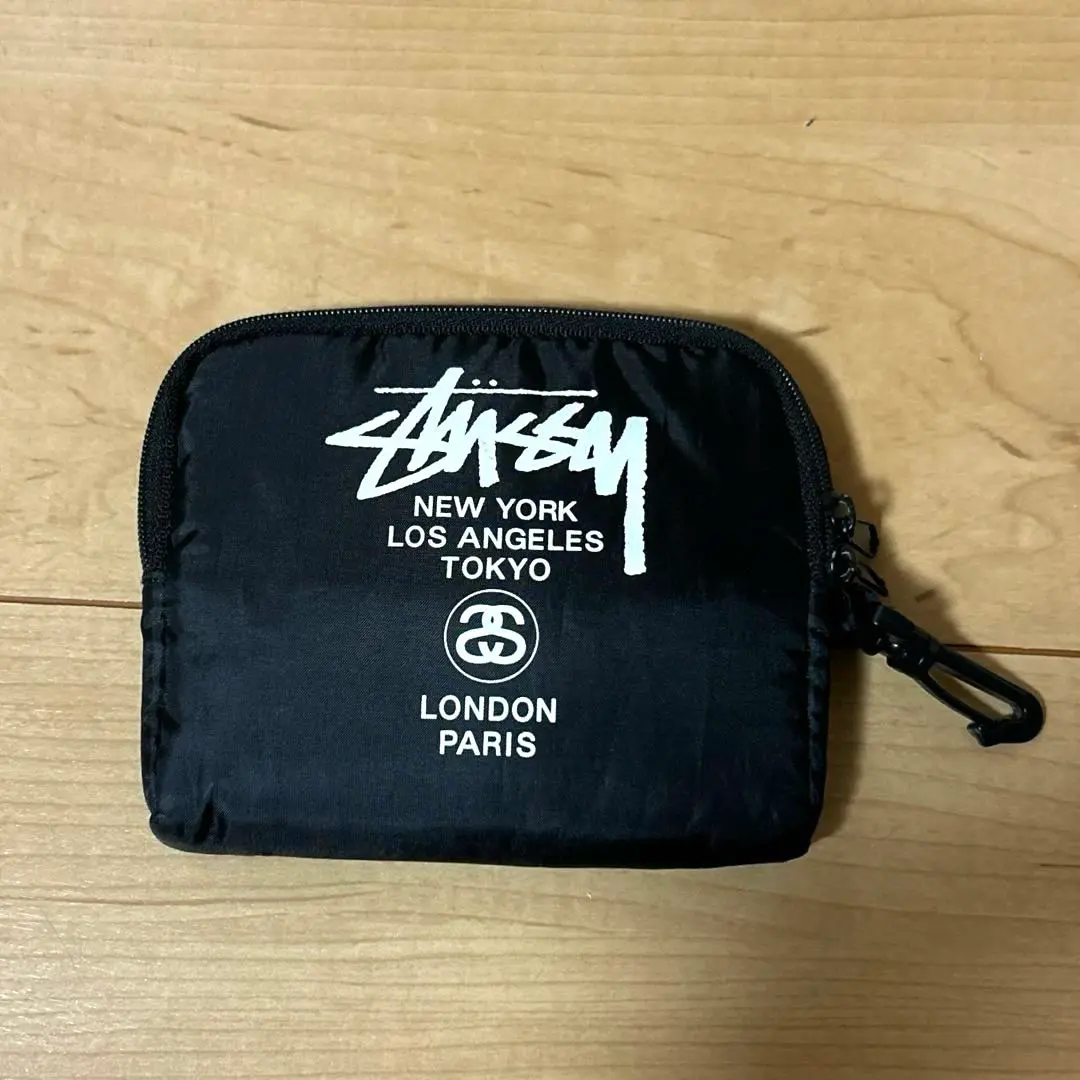 STÜSSY
NEW YORK
LOS ANGELES
TOKYO
SS
LONDON
PARIS